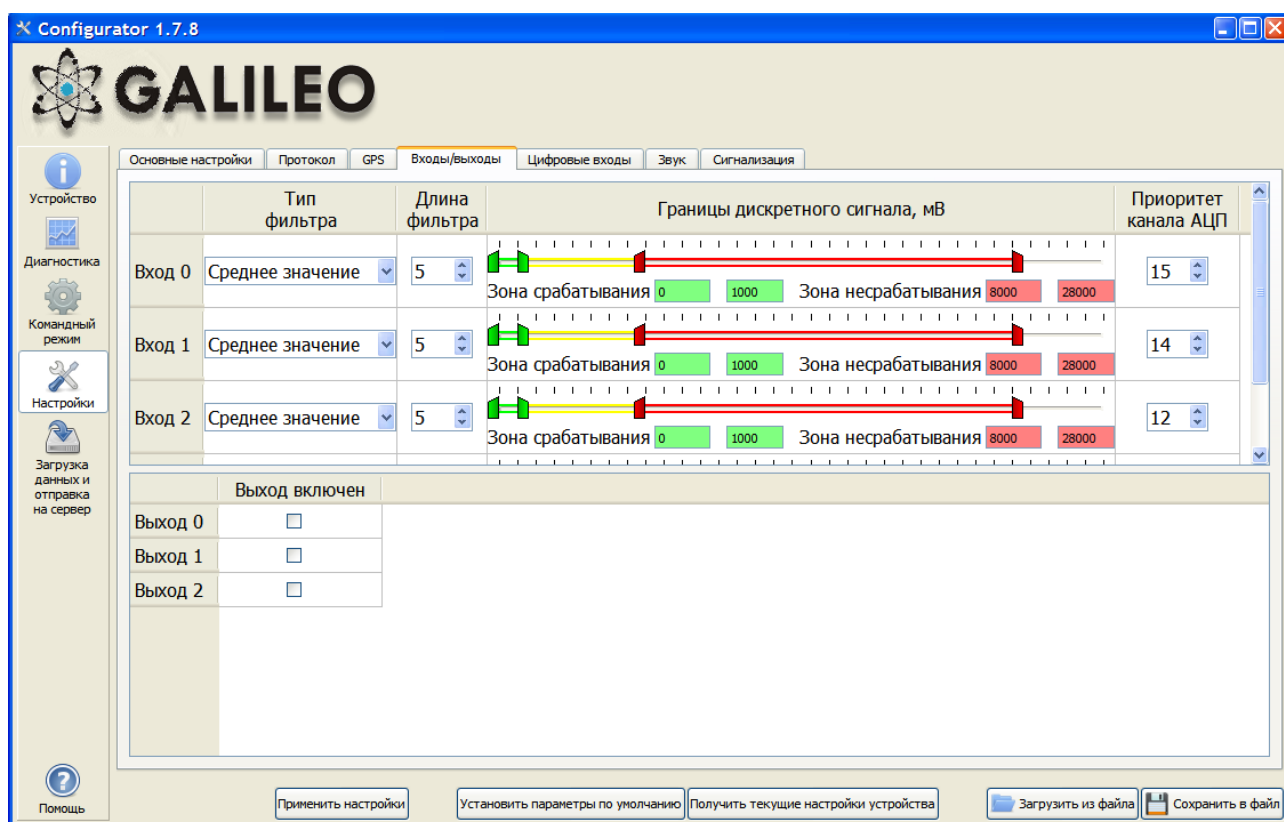 Configurator 1.7.8
GALILEO
Основные настройки Протокол GPS Входы/выходы Цифровые входы Звук Сигнализация
Устройство
Диагностика
Командный
режим
Настройки
Загрузка
данных и
отправка
на сервер
Помощь
Тип
фильтра
Длина
фильтра
Границы дискретного сигнала, мВ
Приоритет
канала АЦП
Вход 0 Среднее значение 5 15
Зона срабатывания 0 1000 Зона несрабатывания 8000 28000
Вход 1 Среднее значение 5 14
Зона срабатывания 0 1000 Зона несрабатывания 8000 28000
Вход 2 Среднее значение 5 12
Зона срабатывания 0 1000 Зона несрабатывания 8000 28000
Выход включен
Выход 0
Выход 1
Выход 2
Применить настройки Установить параметры по умолчанию Получить текущие настройки устройства Загрузить из файла Сохранить в файл